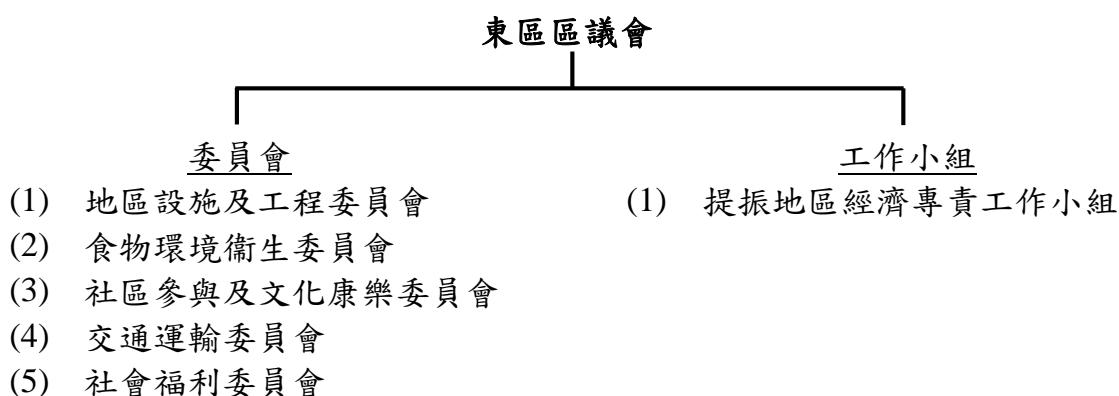 東區區議會
委員會
(1) 地區設施及工程委員會
(2) 食物環境衞生委員會
(3) 社區參與及文化康樂委員會
(4) 交通運輸委員會
(5) 社會福利委員會
工作小組
(1) 提振地區經濟專責工作小組